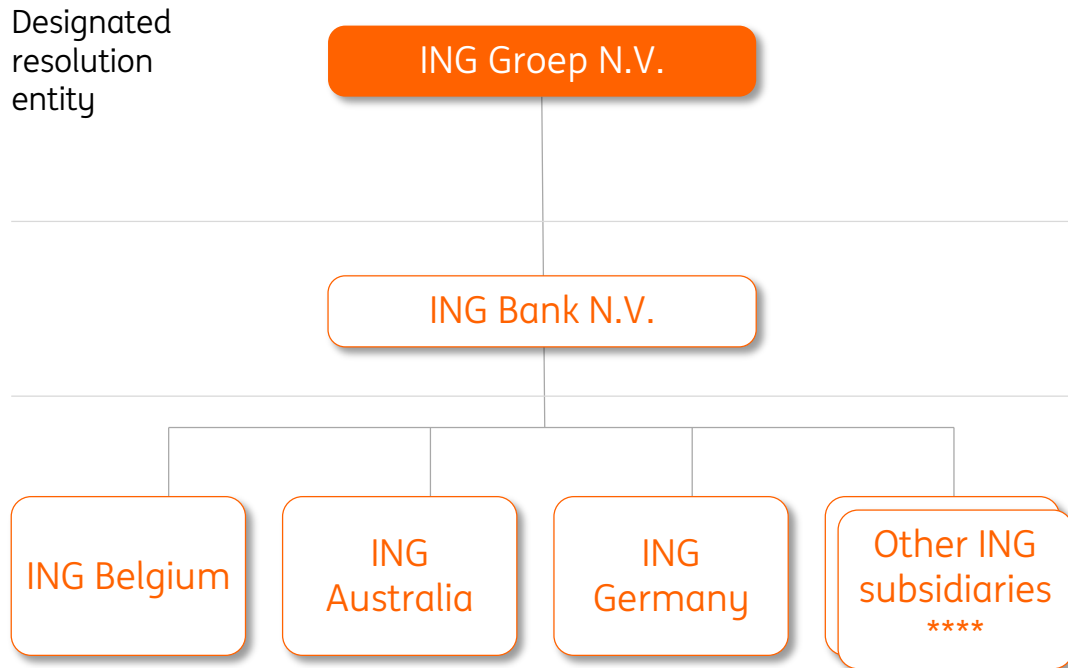 Designated
resolution
entity
ING Groep N.V.
ING Bank N.V.
ING Belgium
ING
Australia
ING
Germany
Other ING
subsidiaries
****